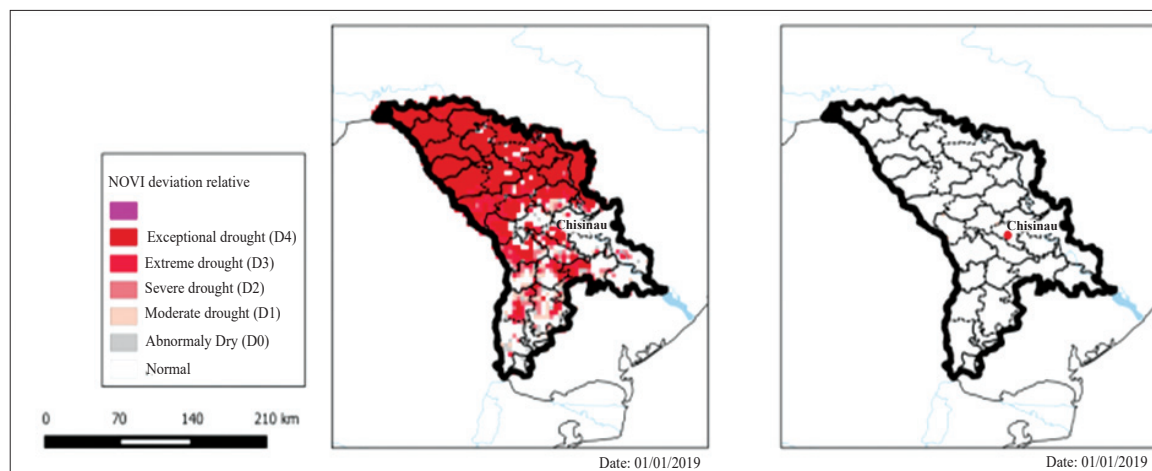 NOVI deviation relative
Exceptional drought (D4)
Extreme drought (D3)
Severe drought (D2)
Moderate drought (D1)
Abnormaly Dry (D0)
Normal
0 70 140 210 km
Chisinau
Date: 01/01/2019
Chisinau
Date: 01/01/2019